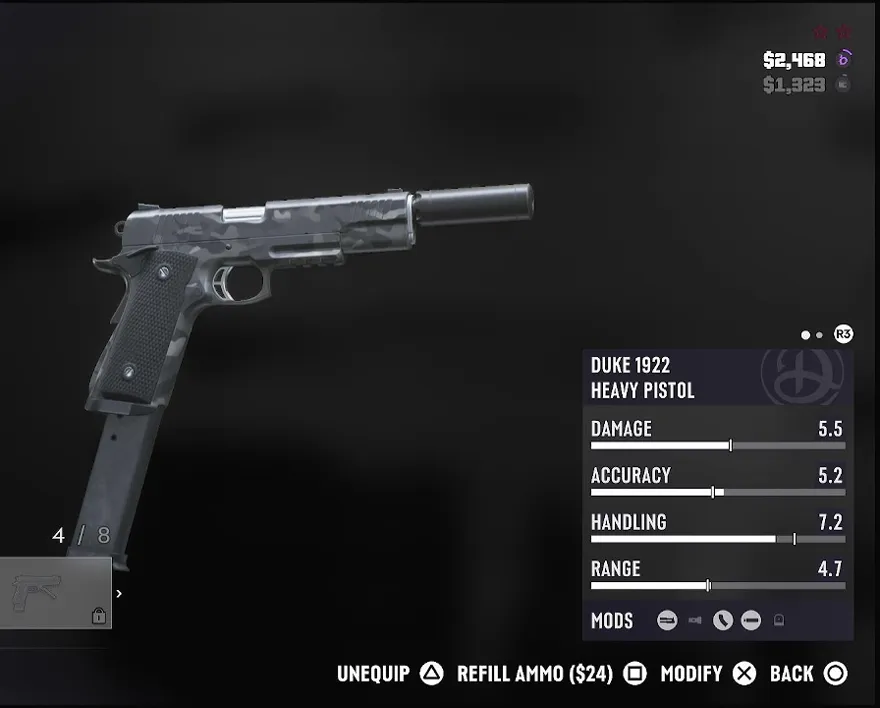 $2,468
$1,323
R3
DUKE 1922
HEAVY PISTOL
DAMAGE 5.5
ACCURACY 5.2
HANDLING 7.2
RANGE 4.7
4 / 8
MODS
UNEQUIP REFILL AMMO ($24) MODIFY BACK